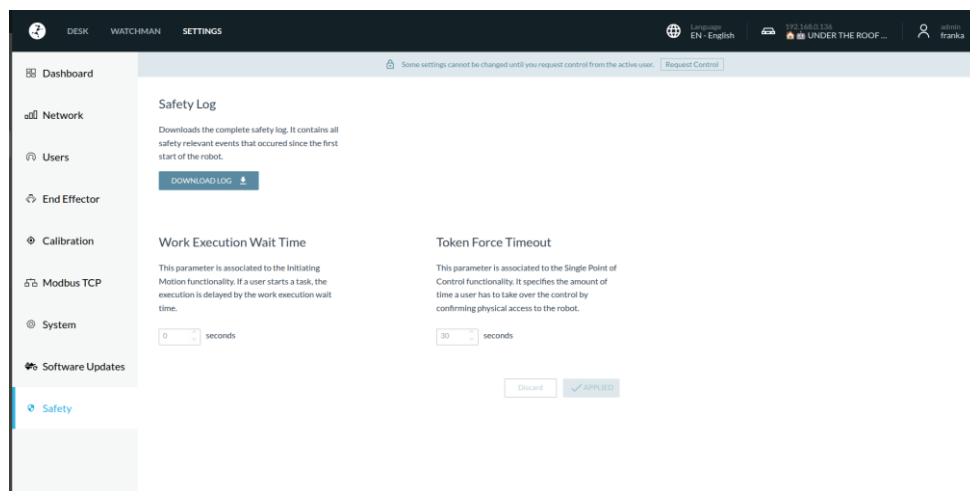 DESK WATCHMAN SETTINGS Language 192.168.0.136 admin
EN - English UNDER THE ROOF ... franka
Some settings cannot be changed until you request control from the active user. Request Control
Dashboard
Network
Users
End Effector
Calibration
Modbus TCP
System
Software Updates
Safety
Safety Log
Downloads the complete safety log. It contains all
safety relevant events that occured since the first
start of the robot.
DOWNLOAD LOG
Work Execution Wait Time
This parameter is associated to the Initiating
Motion functionality. If a user starts a task, the
execution is delayed by the work execution wait
time.
0 seconds
Token Force Timeout
This parameter is associated to the Single Point of
Control functionality. It specifies the amount of
time a user has to take over the control by
confirming physical access to the robot.
30 seconds
Discard APPLIED